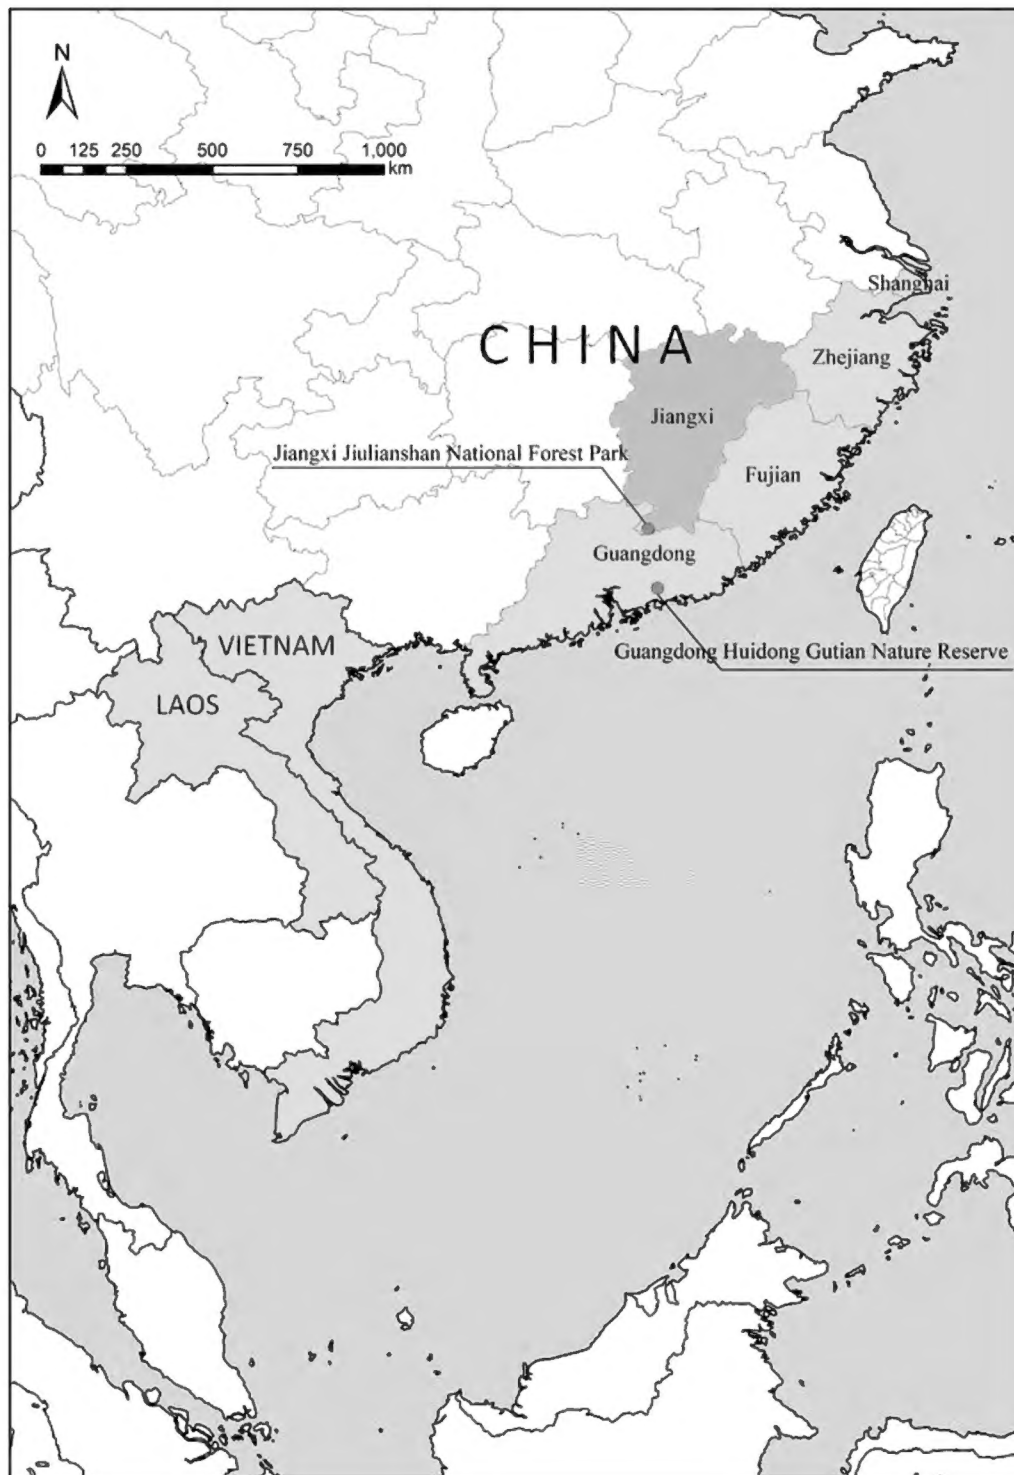 N
0 125 250 500 750 1,000
km
Shanghai
CHINA
Zhejiang
Jiangxi
Jiangxi Jiulianshan National Forest Park
Fujian
Guangdong
VIETNAM
Guangdong Huidong Gutian Nature Reserve
LAOS